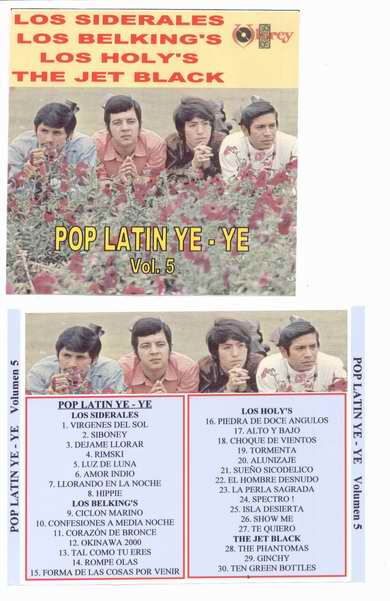 LOS SIDERALES
LOS BELKING'S
LOS HOLY'S
THE JET BLACK
POP LATIN YE - YE
Vol. 5
POP LATIN YE - YE Volumen 5
POP LATIN YE - YE
LOS SIDERALES
1. VIRGENES DEL SOL
2. SIBONEY
3. DEJAME LLORAR
4. RIMSKI
5. LUZ DE LUNA
6. AMOR INDIO
7. LLORANDO EN LA NOCHE
8. HIPPIE
LOS BELKING'S
9. CICLON MARINO
10. CONFESIONES A MEDIA NOCHE
11. CORAZÓN DE BRONCE
12. OKINAWA 2000
13. TAL COMO TU ERES
14. ROMPE OLAS
15. FORMA DE LAS COSAS POR VENIR
LOS HOLY'S
16. PIEDRA DE DOCE ANGULOS
17. ALTO Y BAJO
18. CHOQUE DE VIENTOS
19. TORMENTA
20. ALUNIZAJE
21. SUEÑO SICODELICO
22. EL HOMBRE DESNUDO
23. LA PERLA SAGRADA
24. SPECTRO !
25. ISLA DESIERTA
26. SHOW ME
27. TE QUIERO
THE JET BLACK
28. THE PHANTOMAS
29. GINCHY
30. TEN GREEN BOTTLES
POP LATIN YE - YE Volumen 5